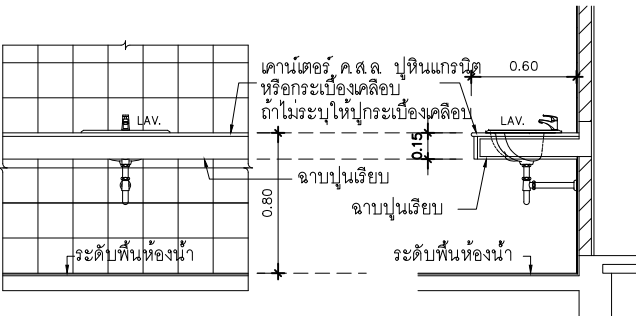 เคาน์เตอร์ ค.ส.ล. ปูหินแกรนิต
หรือกระเบื้องเคลือบ
ถ้าไม่ระบุให้ปูกระเบื้องเคลือบ
0.60
LAV.
LAV.
0.15
ฉาบปูนเรียบ
0.80
ฉาบปูนเรียบ
ระดับพื้นห้องน้ำ
ระดับพื้นห้องน้ำ